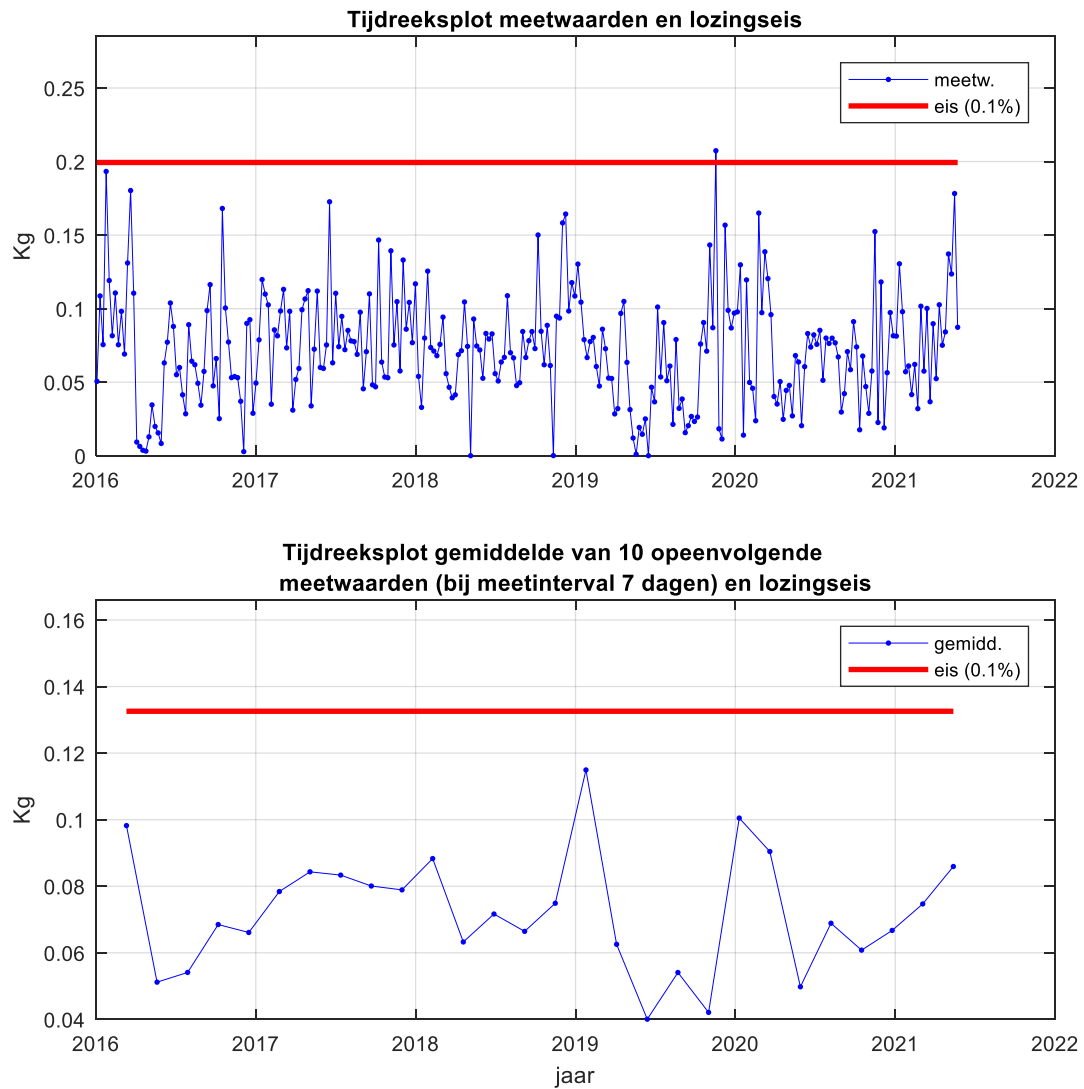 Tijdreeksplot meetwaarden en lozingseis
meetw.
eis (0.1%)
Kg
0.25
0.2
0.15
0.1
0.05
0
2016 2017 2018 2019 2020 2021 2022
Tijdreeksplot gemiddelde van 10 opeenvolgende
meetwaarden (bij meetinterval 7 dagen) en lozingseis
gemidd.
eis (0.1%)
Kg
0.16
0.14
0.12
0.1
0.08
0.06
0.04
2016 2017 2018 2019 2020 2021 2022
jaar